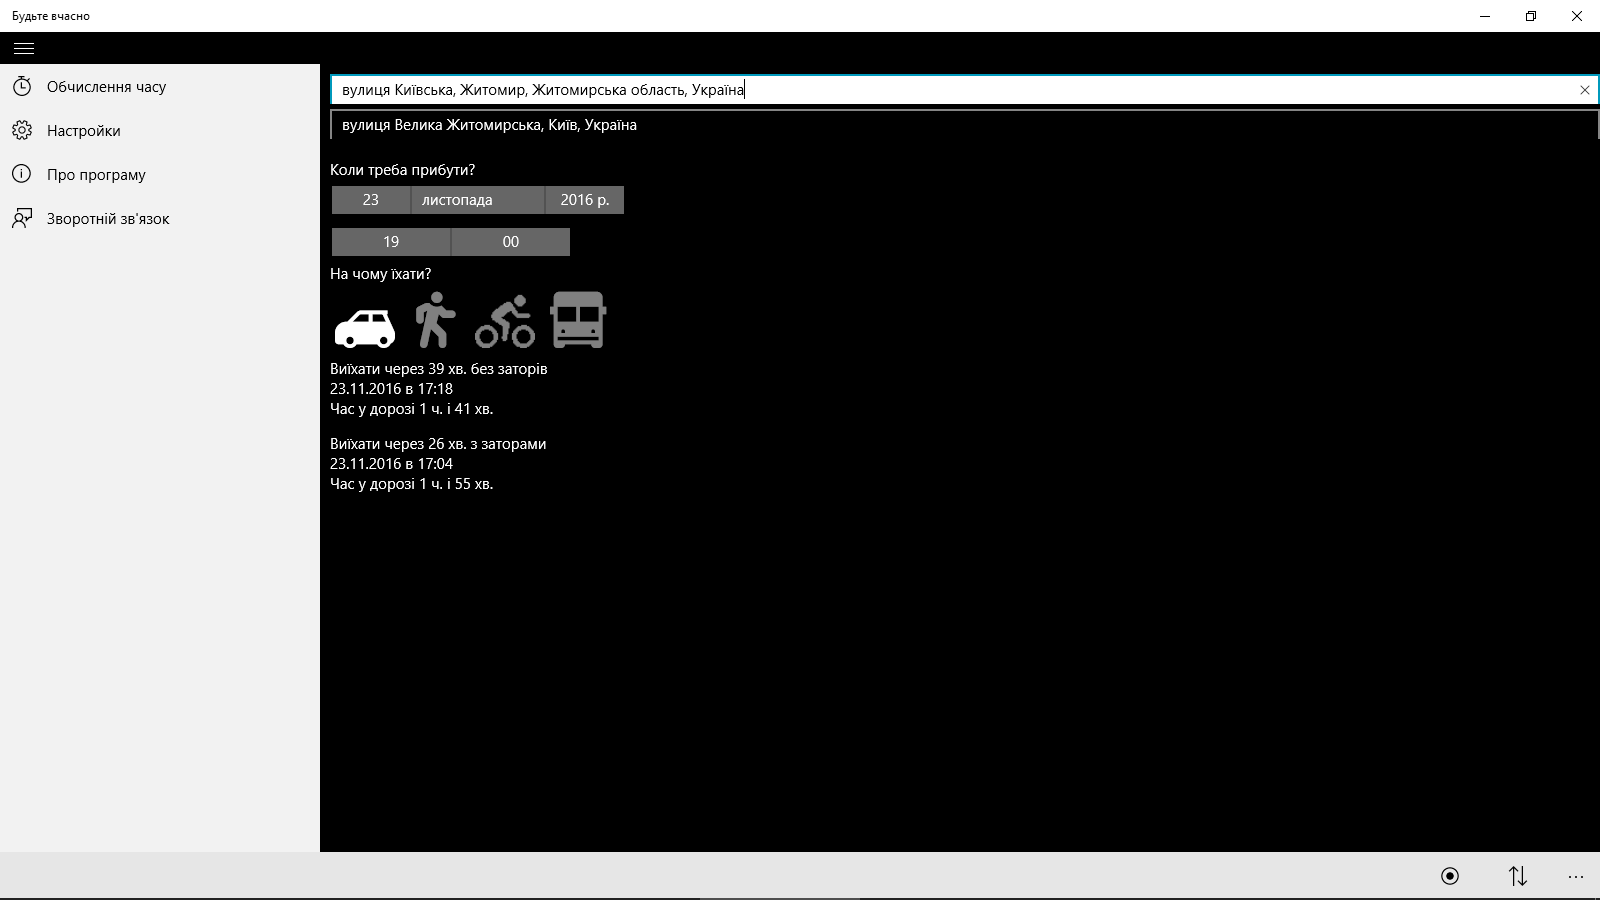 Будьте вчасно
Обчислення часу
Настройки
Про програму
Зворотній зв'язок
вулиця Київська, Житомир, Житомирська область, Україна
вулиця Велика Житомирська, Київ, Україна
Коли треба прибути?
23 листопада 2016 р.
19 00
На чому їхати?
Виїхати через 39 хв. без заторів
23.11.2016 в 17:18
Час у дорозі 1 ч. і 41 хв.
Виїхати через 26 хв. з заторами
23.11.2016 в 17:04
Час у дорозі 1 ч. і 55 хв.